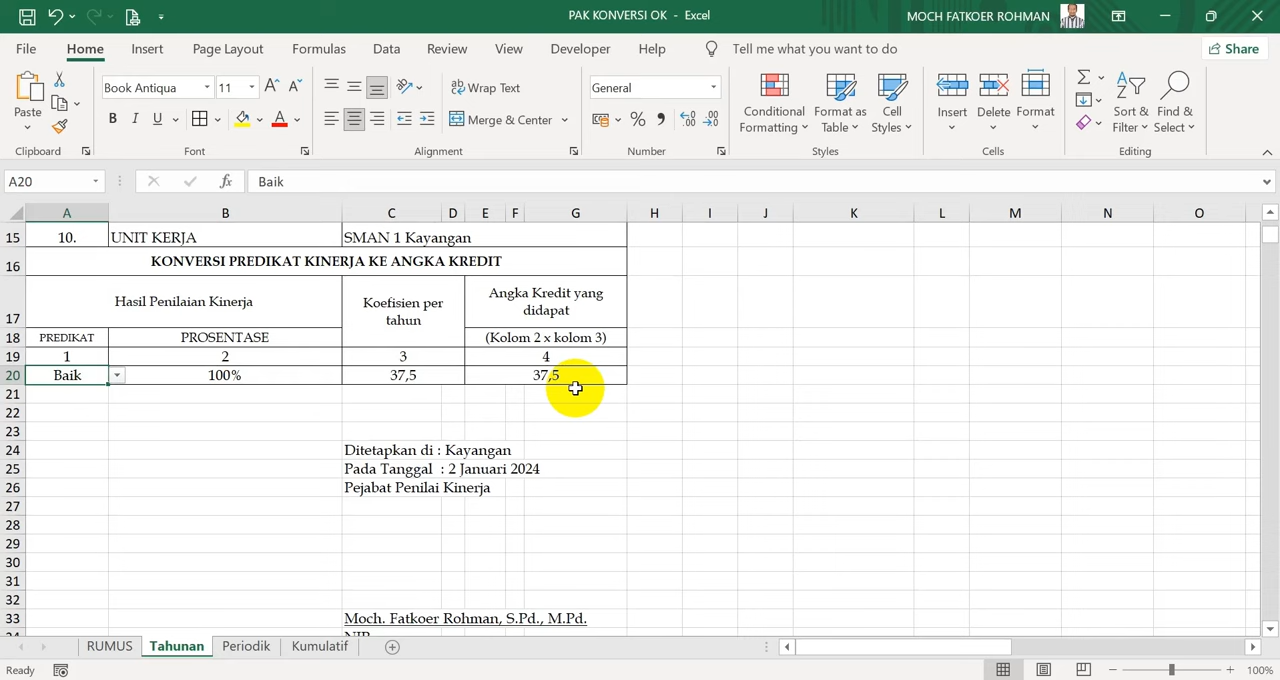 PAK KONVERSI OK - Excel
MOCH FATKOER ROHMAN
File Home Insert Page Layout Formulas Data Review View Developer Help Tell me what you want to do Share
Paste
Clipboard
Book Antiqua 11
B I U
Font
Wrap Text
Merge & Center
Alignment
General
Number
Conditional Formatting
Format as Table
Cell Styles
Styles
Insert Delete Format
Cells
Sort & Filter
Find & Select
Editing
A20 fx Baik
A B C D E F G H I J K L M N O
15 10. UNIT KERJA SMAN 1 Kayangan
16 KONVERSI PREDIKAT KINERJA KE ANGKA KREDIT
17 Hasil Penilaian Kinerja
Koefisien per
tahun
Angka Kredit yang
didapat
18 PREDIKAT PROSENTASE (Kolom 2 x kolom 3)
19 1 2 3 4
20 Baik 100% 37,5 37,5
21
22
23
24 Ditetapkan di : Kayangan
25 Pada Tanggal : 2 Januari 2024
26 Pejabat Penilai Kinerja
27
28
29
30
31
32
33 Moch. Fatkoer Rohman, S.Pd., M.Pd.
34 NIP
RUMUS Tahunan Periodik Kumulatif
Ready 100%